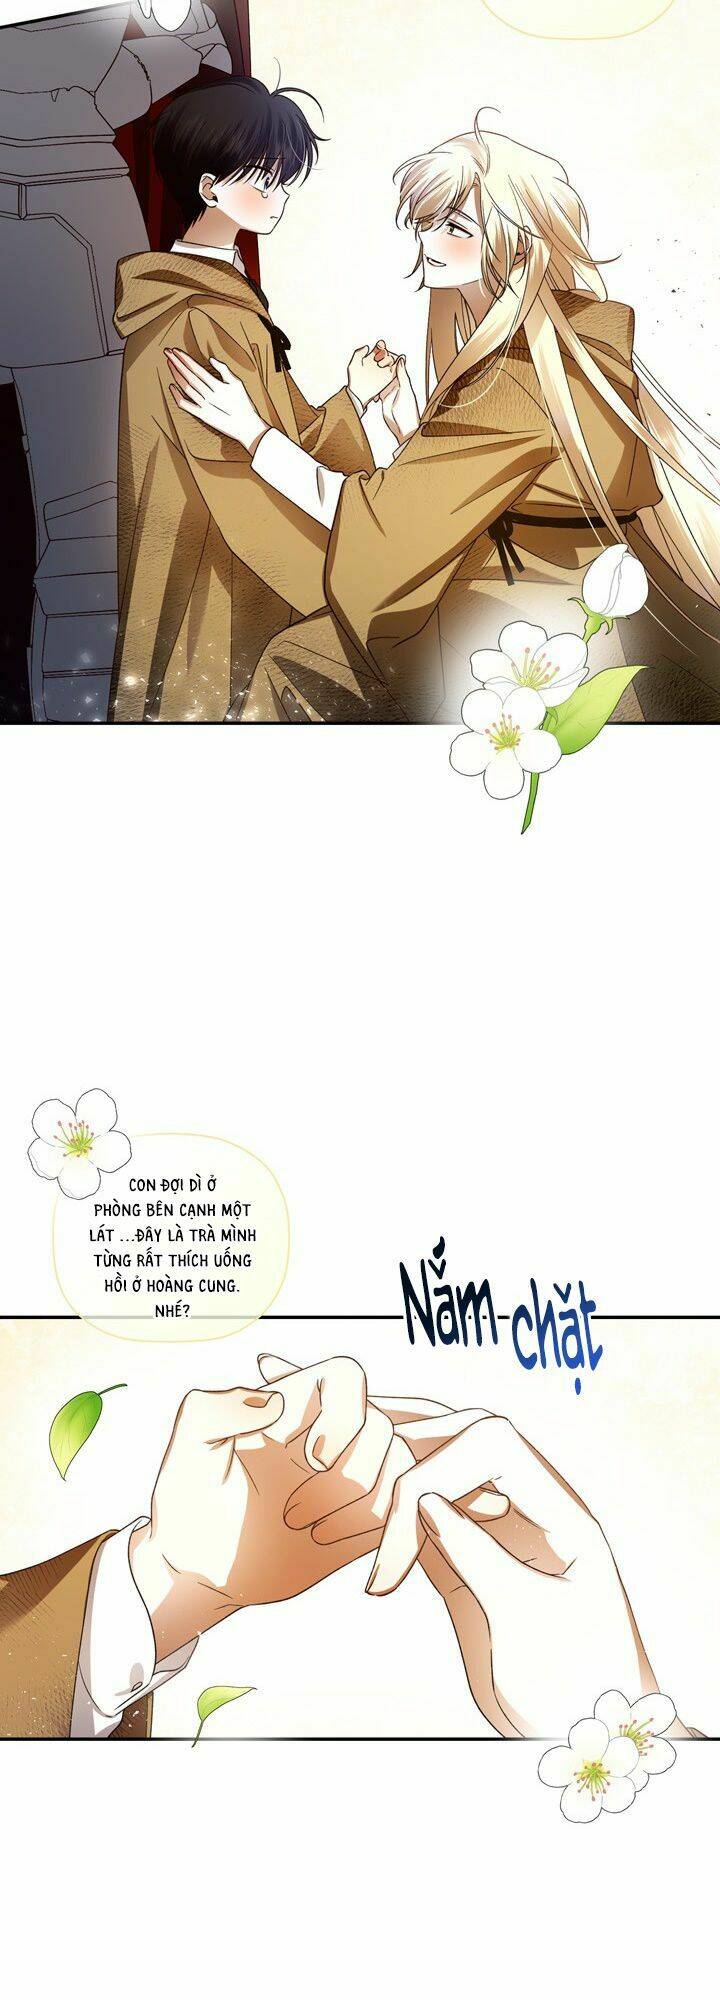 CON ĐỢI DÌ Ở
PHÒNG BÊN CẠNH MỘT
LÁT ...ĐÂY LÀ TRÀ MÌNH
TỪNG RẤT THÍCH UỐNG
HỒI Ở HOÀNG CUNG.
NHÉ?
Nắm chặt